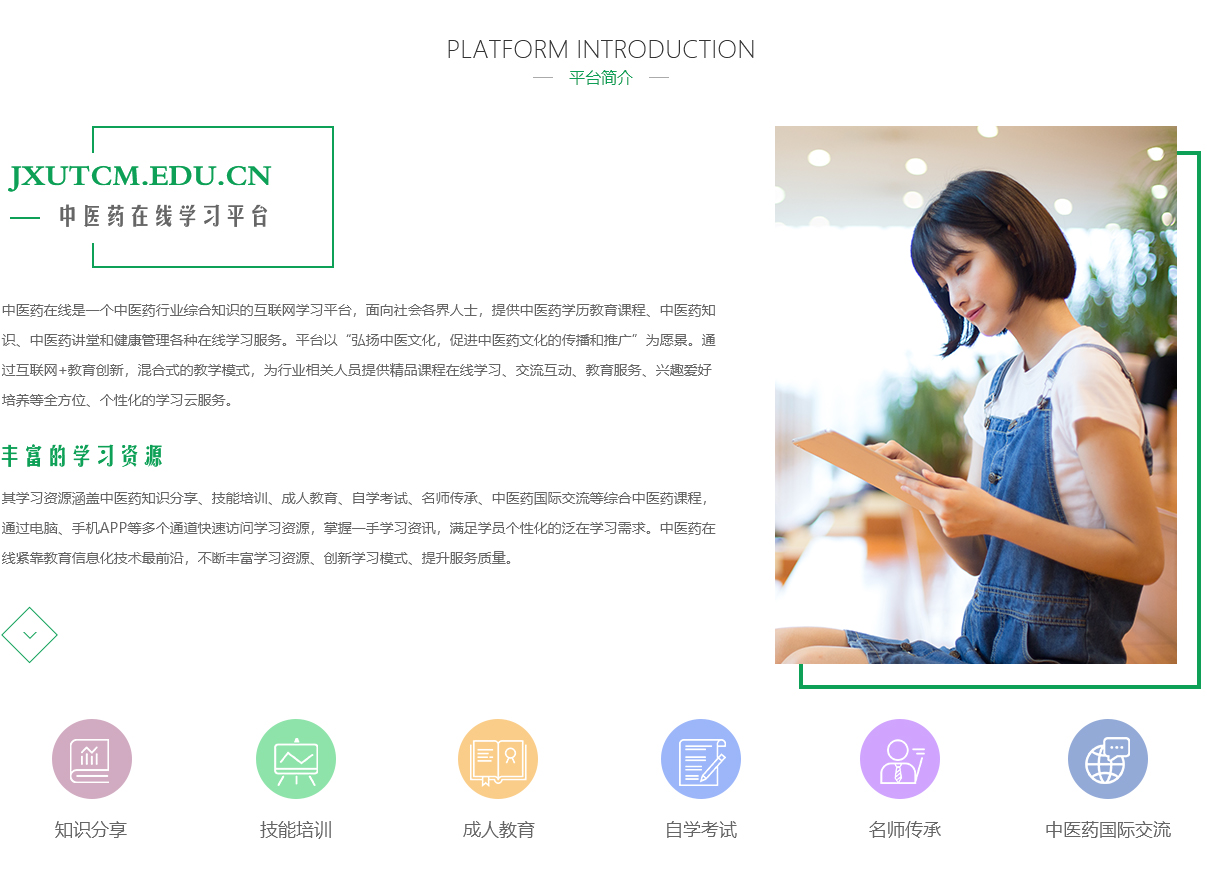 PLATFORM INTRODUCTION
平台简介
JXUTCM.EDU.CN
中医药在线学习平台
中医药在线是一个中医药行业综合知识的互联网学习平台，面向社会各界人士，提供中医药学历教育课程、中医药知
识、中医药讲堂和健康管理各种在线学习服务。平台以“弘扬中医文化，促进中医药文化的传播和推广”为愿景。通
过互联网+教育创新，混合式的教学模式，为行业相关人员提供精品课程在线学习、交流互动、教育服务、兴趣爱好
培养等全方位、个性化的学习云服务。
丰富的学习资源
其学习资源涵盖中医药知识分享、技能培训、成人教育、自学考试、名师传承、中医药国际交流等综合中医药课程，
通过电脑、手机APP等多个通道快速访问学习资源，掌握一手学习资讯，满足学员个性化的泛在学习需求。中医药在
线紧靠教育信息化技术最前沿，不断丰富学习资源、创新学习模式、提升服务质量。
知识分享
技能培训
成人教育
自学考试
名师传承
中医药国际交流